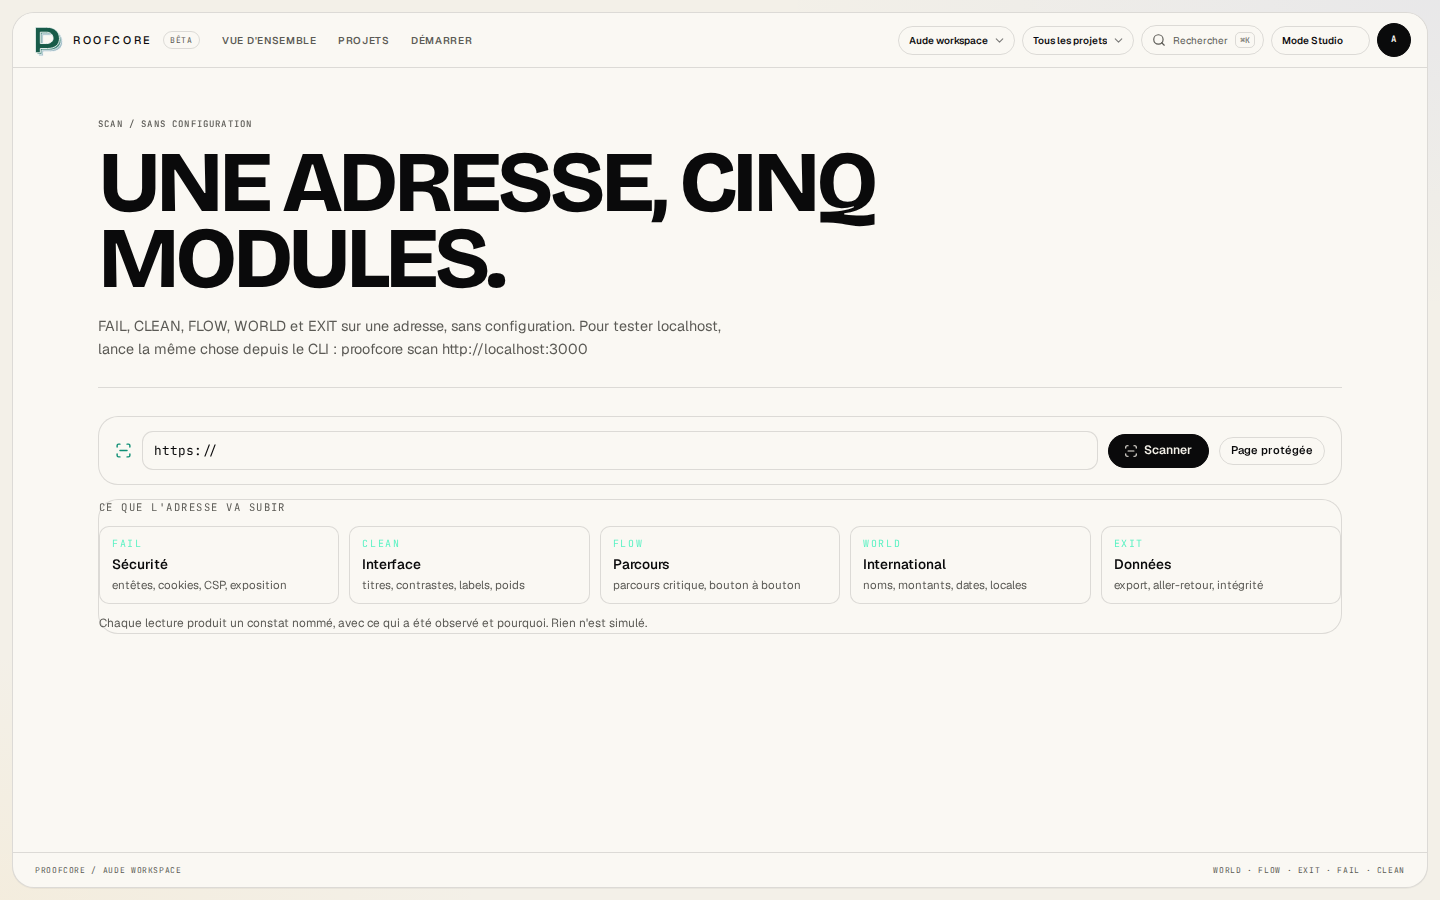 ROOFCORE BÊTA VUE D'ENSEMBLE PROJETS DÉMARRER Aude workspace Tous les projets Rechercher ⌘K Mode Studio A
SCAN / SANS CONFIGURATION
UNE ADRESSE, CINQ
MODULES.
FAIL, CLEAN, FLOW, WORLD et EXIT sur une adresse, sans configuration. Pour tester localhost,
lance la même chose depuis le CLI : proofcore scan http://localhost:3000
https://
Scanner
Page protégée
CE QUE L'ADRESSE VA SUBIR
FAIL
Sécurité
entêtes, cookies, CSP, exposition
CLEAN
Interface
titres, contrastes, labels, poids
FLOW
Parcours
parcours critique, bouton à bouton
WORLD
International
noms, montants, dates, locales
EXIT
Données
export, aller-retour, intégrité
Chaque lecture produit un constat nommé, avec ce qui a été observé et pourquoi. Rien n'est simulé.
PROOFCORE / AUDE WORKSPACE
WORLD · FLOW · EXIT · FAIL · CLEAN